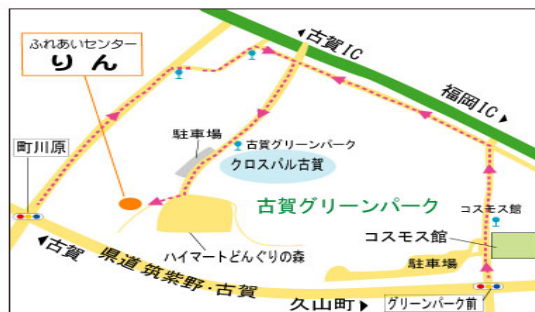 ふれあいセンター
りん
◀古賀IC
福岡IC▶
駐車場
古賀グリーンパーク
クロスパル古賀
町川原
古賀グリーンパーク
コスモス館
コスモス館
ハイマートどんぐりの森
駐車場
◀古賀 県道 筑紫野・古賀
久山町▶
グリーンパーク前